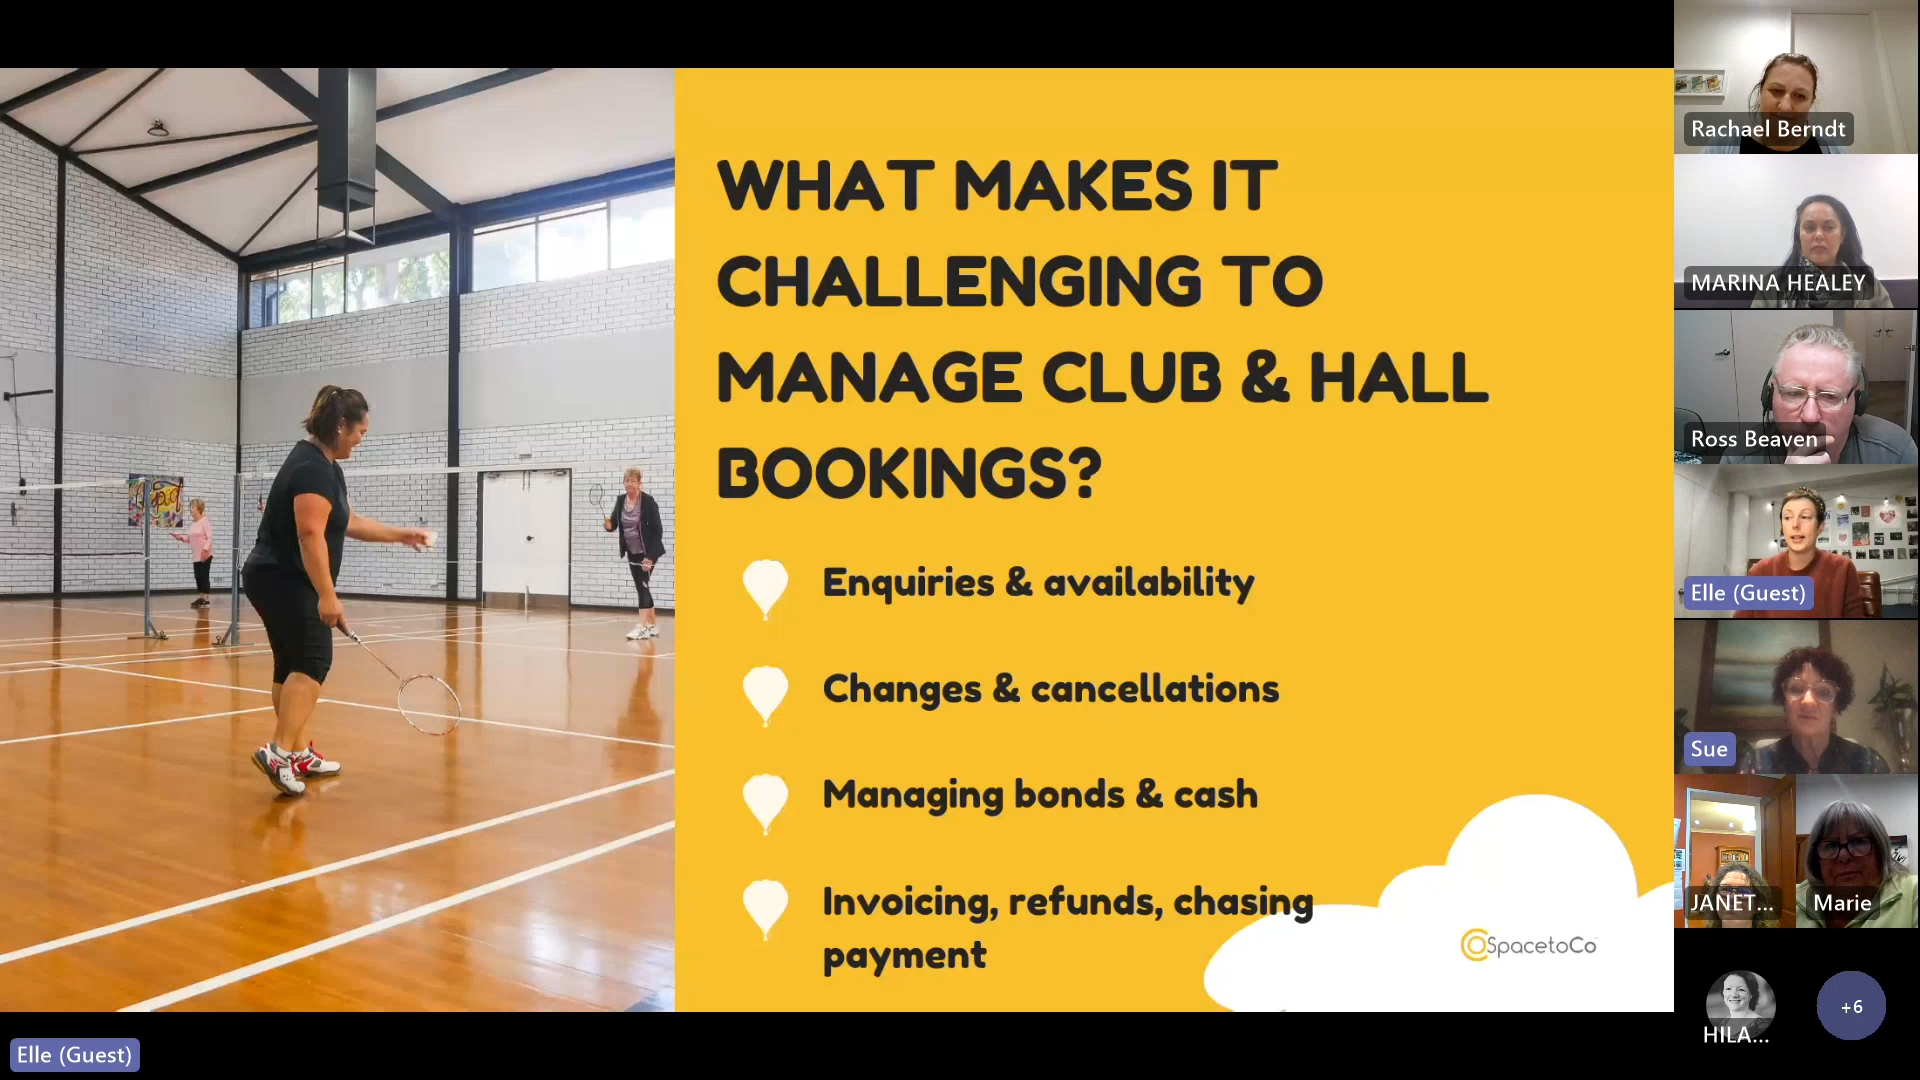 WHAT MAKES IT
CHALLENGING TO
MANAGE CLUB & HALL
BOOKINGS?
Enquiries & availability
Changes & cancellations
Managing bonds & cash
Invoicing, refunds, chasing
payment
SpacetoCo
Rachael Berndt
MARINA HEALEY
Ross Beaven
Elle (Guest)
Sue
JANET...
Marie
HILA...
+6
Elle (Guest)